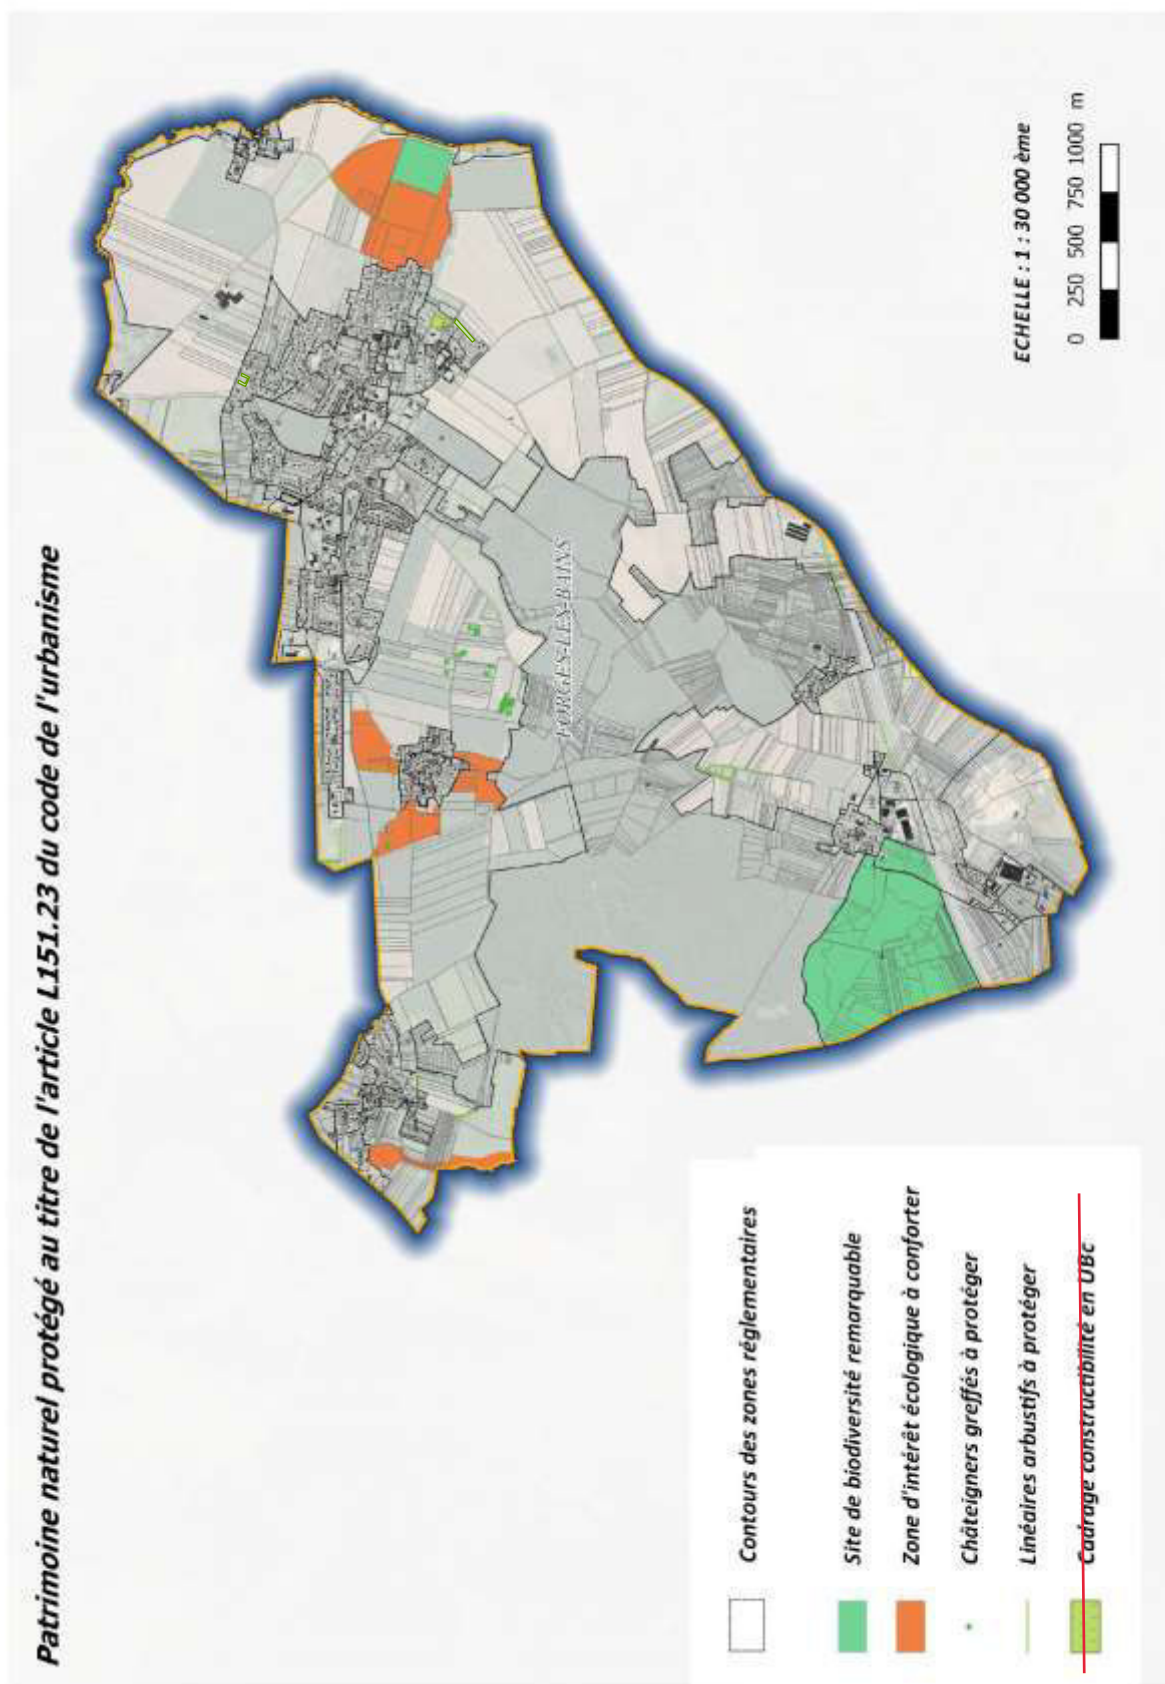 Patrimoine naturel protégé au titre de l'article L151.23 du code de l'urbanisme
FORGES-LES-BAINS
ECHELLE : 1 : 30 000 ème
0 250 500 750 1000 m
Contours des zones réglementaires
Site de biodiversité remarquable
Zone d'intérêt écologique à conforter
Châteigners greffés à protéger
Linéaires arbustifs à protéger
Cadrage constructibilité en UBc